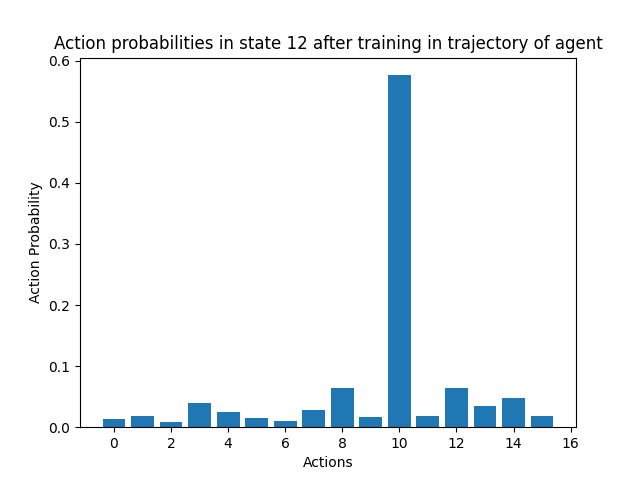 Action probabilities in state 12 after training in trajectory of agent
0.6
0.5
0.4
0.3
0.2
0.1
0.0
Action Probability
0 2 4 6 8 10 12 14 16
Actions